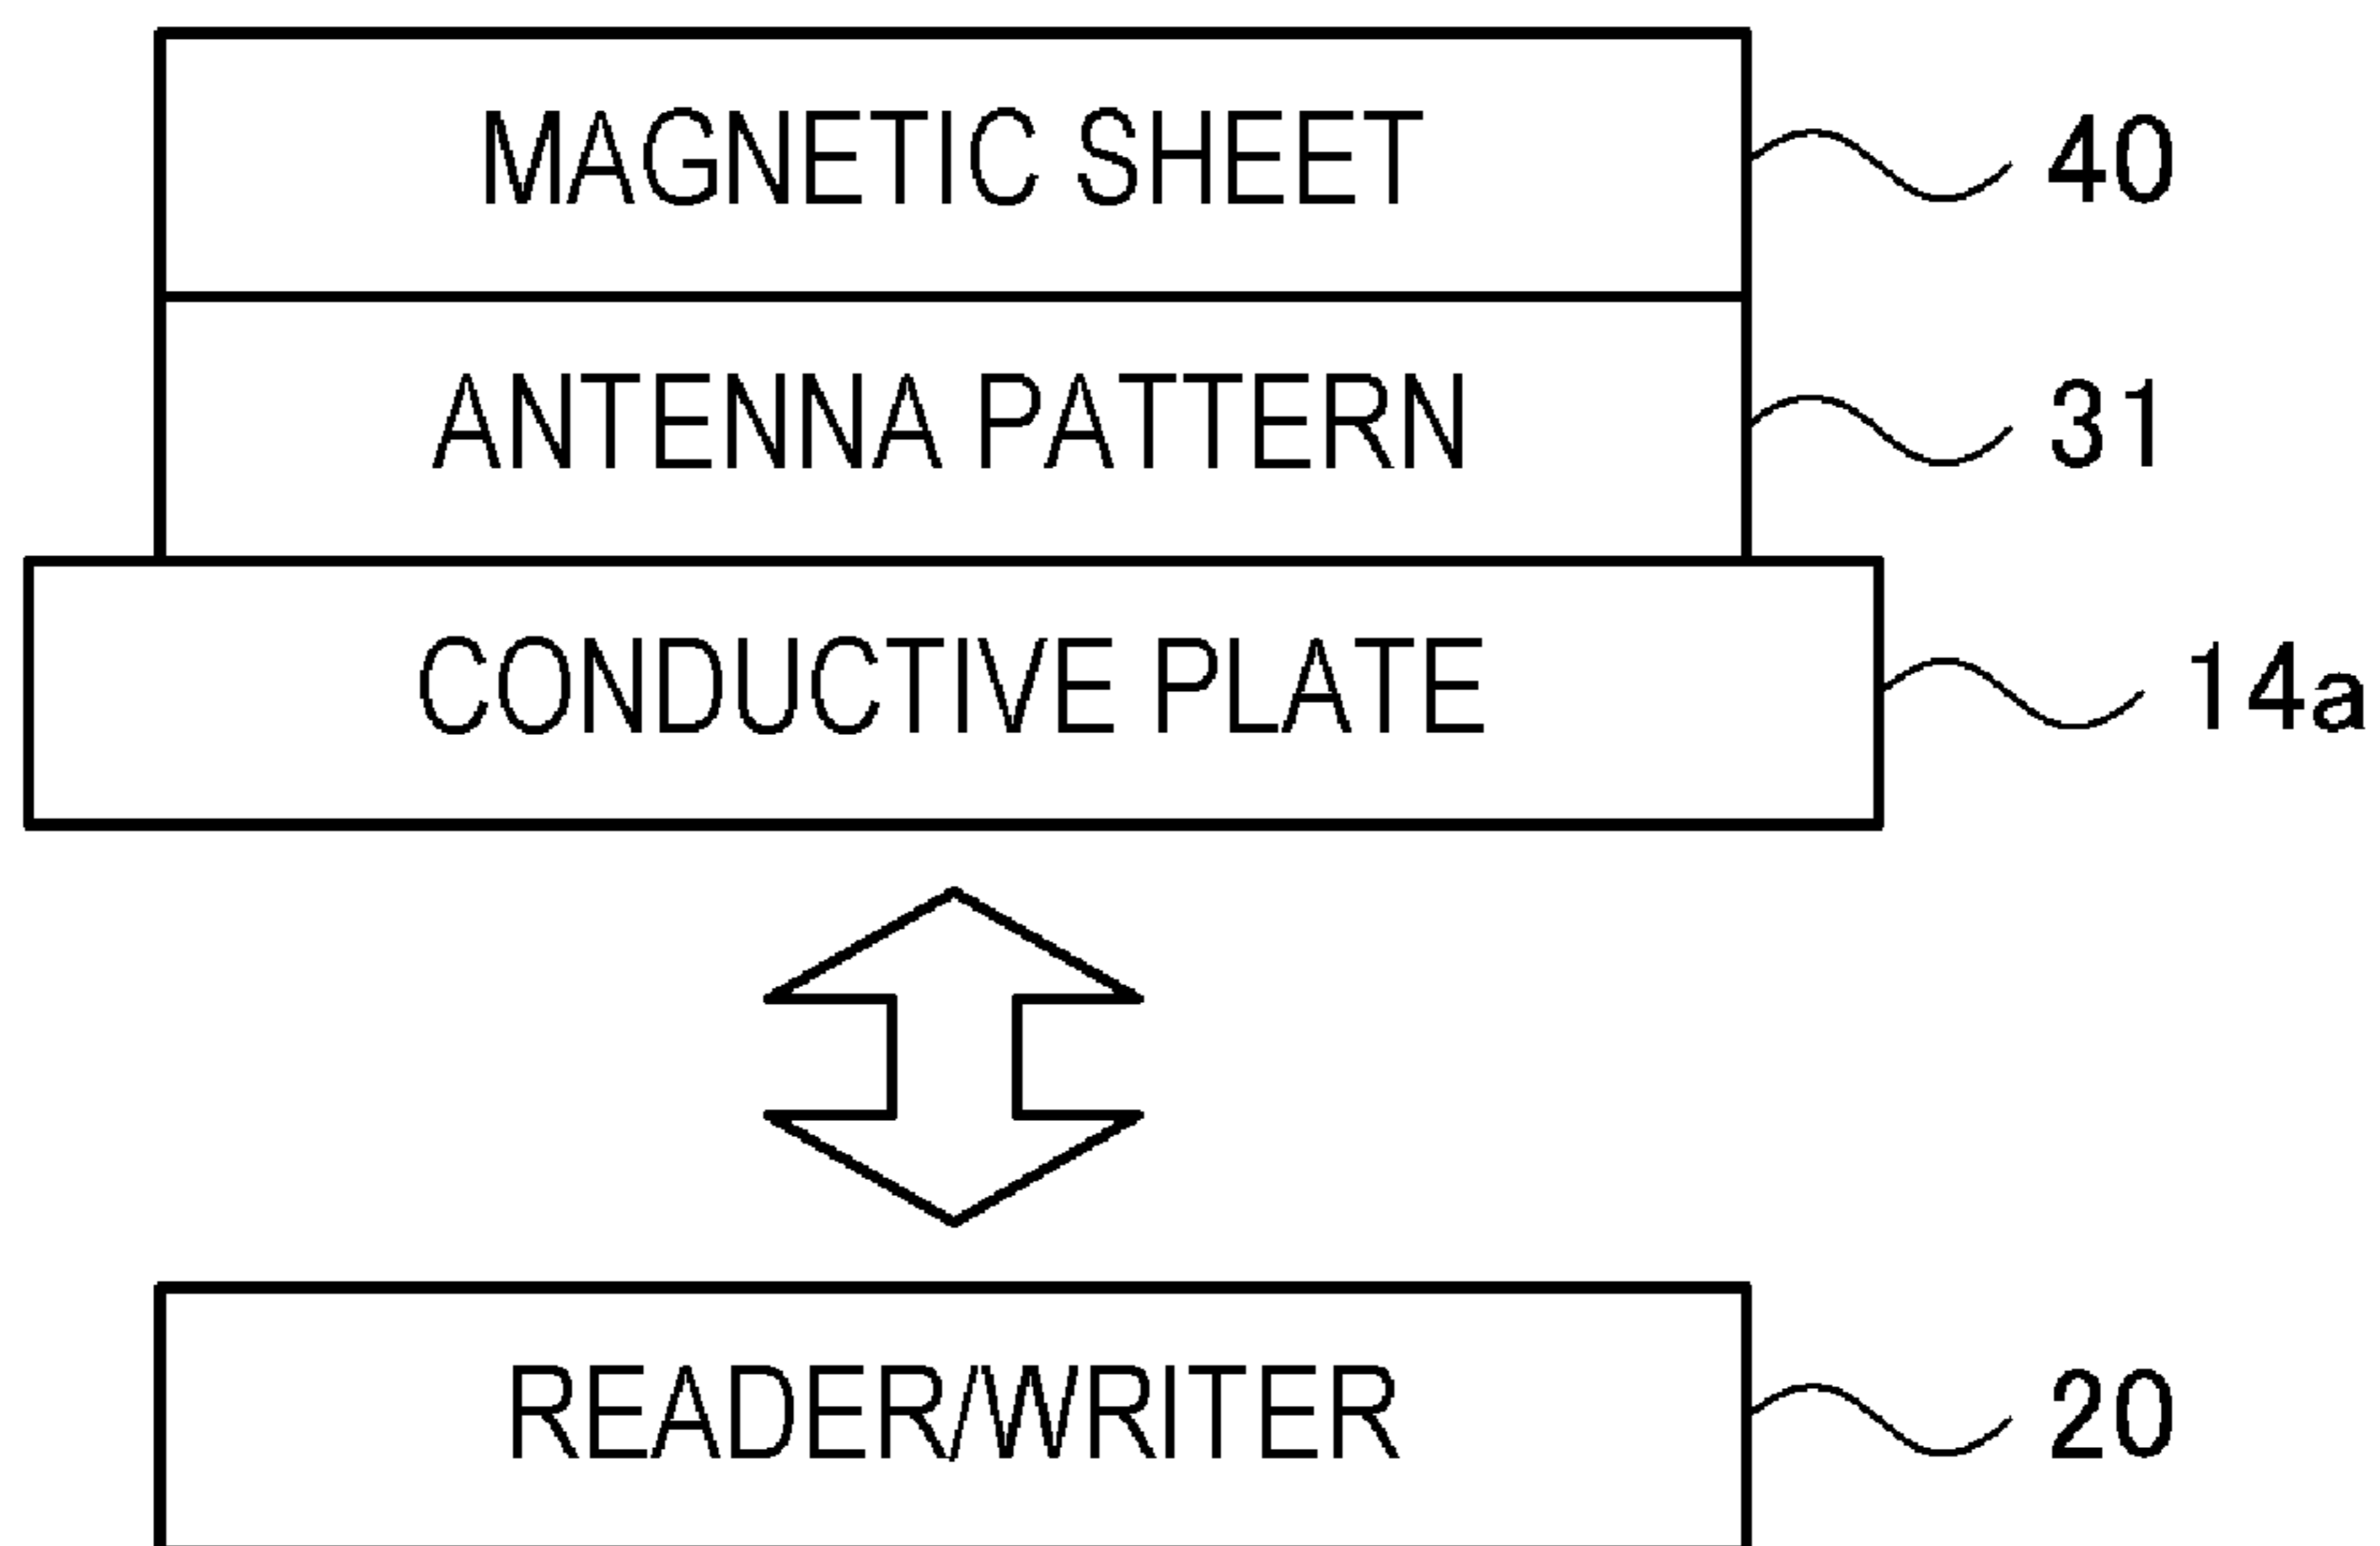 MAGNETIC SHEET 40
ANTENNA PATTERN 31
CONDUCTIVE PLATE 14a
READER/WRITER 20